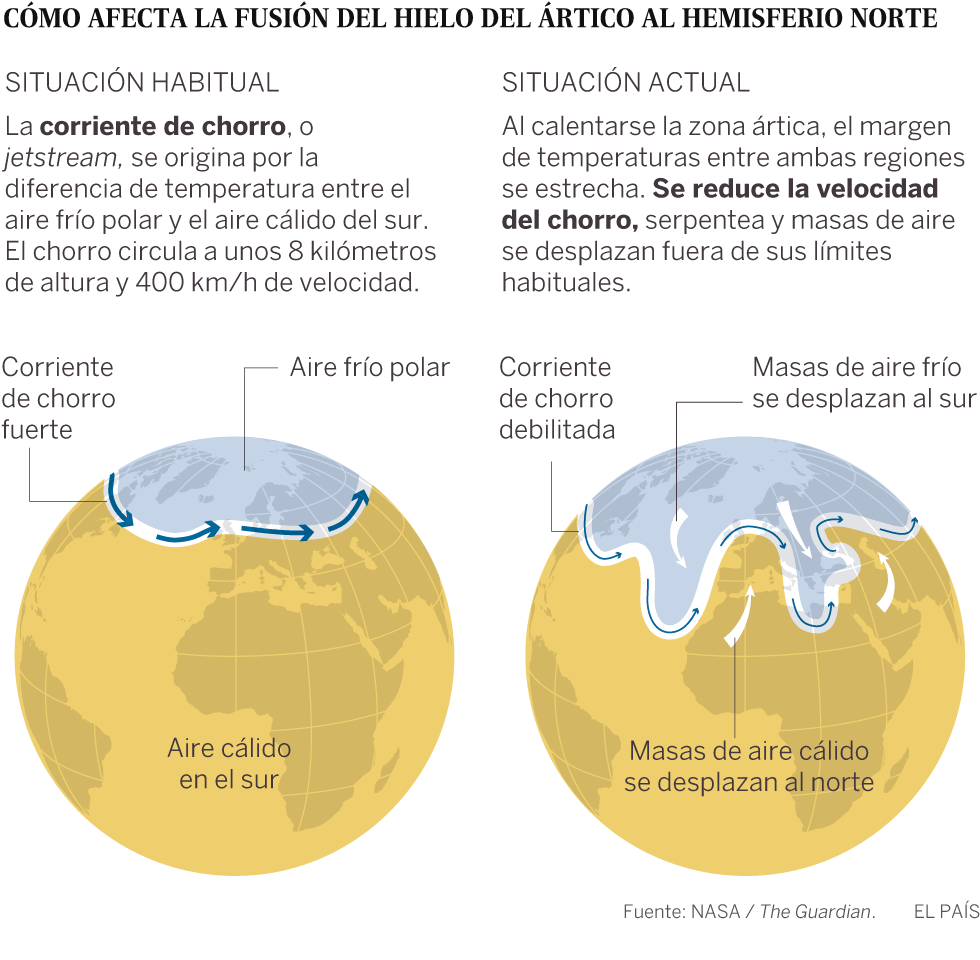 CÓMO AFECTA LA FUSIÓN DEL HIELO DEL ÁRTICO AL HEMISFERIO NORTE
SITUACIÓN HABITUAL
La corriente de chorro, o
jetstream, se origina por la
diferencia de temperatura entre el
aire frío polar y el aire cálido del sur.
El chorro circula a unos 8 kilómetros
de altura y 400 km/h de velocidad.
SITUACIÓN ACTUAL
Al calentarse la zona ártica, el margen
de temperaturas entre ambas regiones
se estrecha. Se reduce la velocidad
del chorro, serpentea y masas de aire
se desplazan fuera de sus límites
habituales.
Corriente
de chorro
fuerte
Aire frío polar
Aire cálido
en el sur
Corriente
de chorro
debilitada
Masas de aire frío
se desplazan al sur
Masas de aire cálido
se desplazan al norte
Fuente: NASA / The Guardian.
EL PAÍS